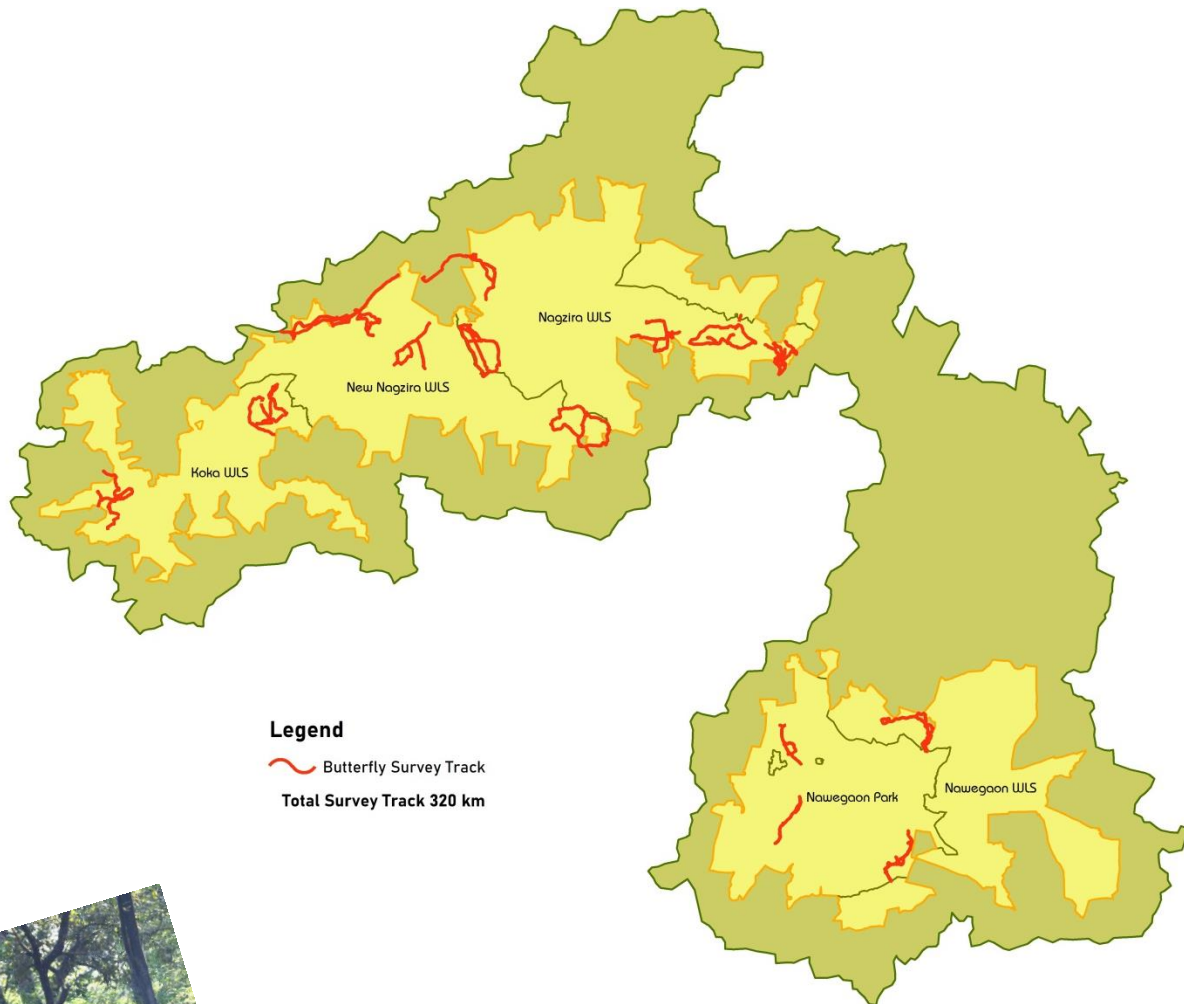 Nagzira WLS
New Nagzira WLS
Koka WLS
Legend
Butterfly Survey Track
Total Survey Track 320 km
Nawegaon Park
Nawegaon WLS